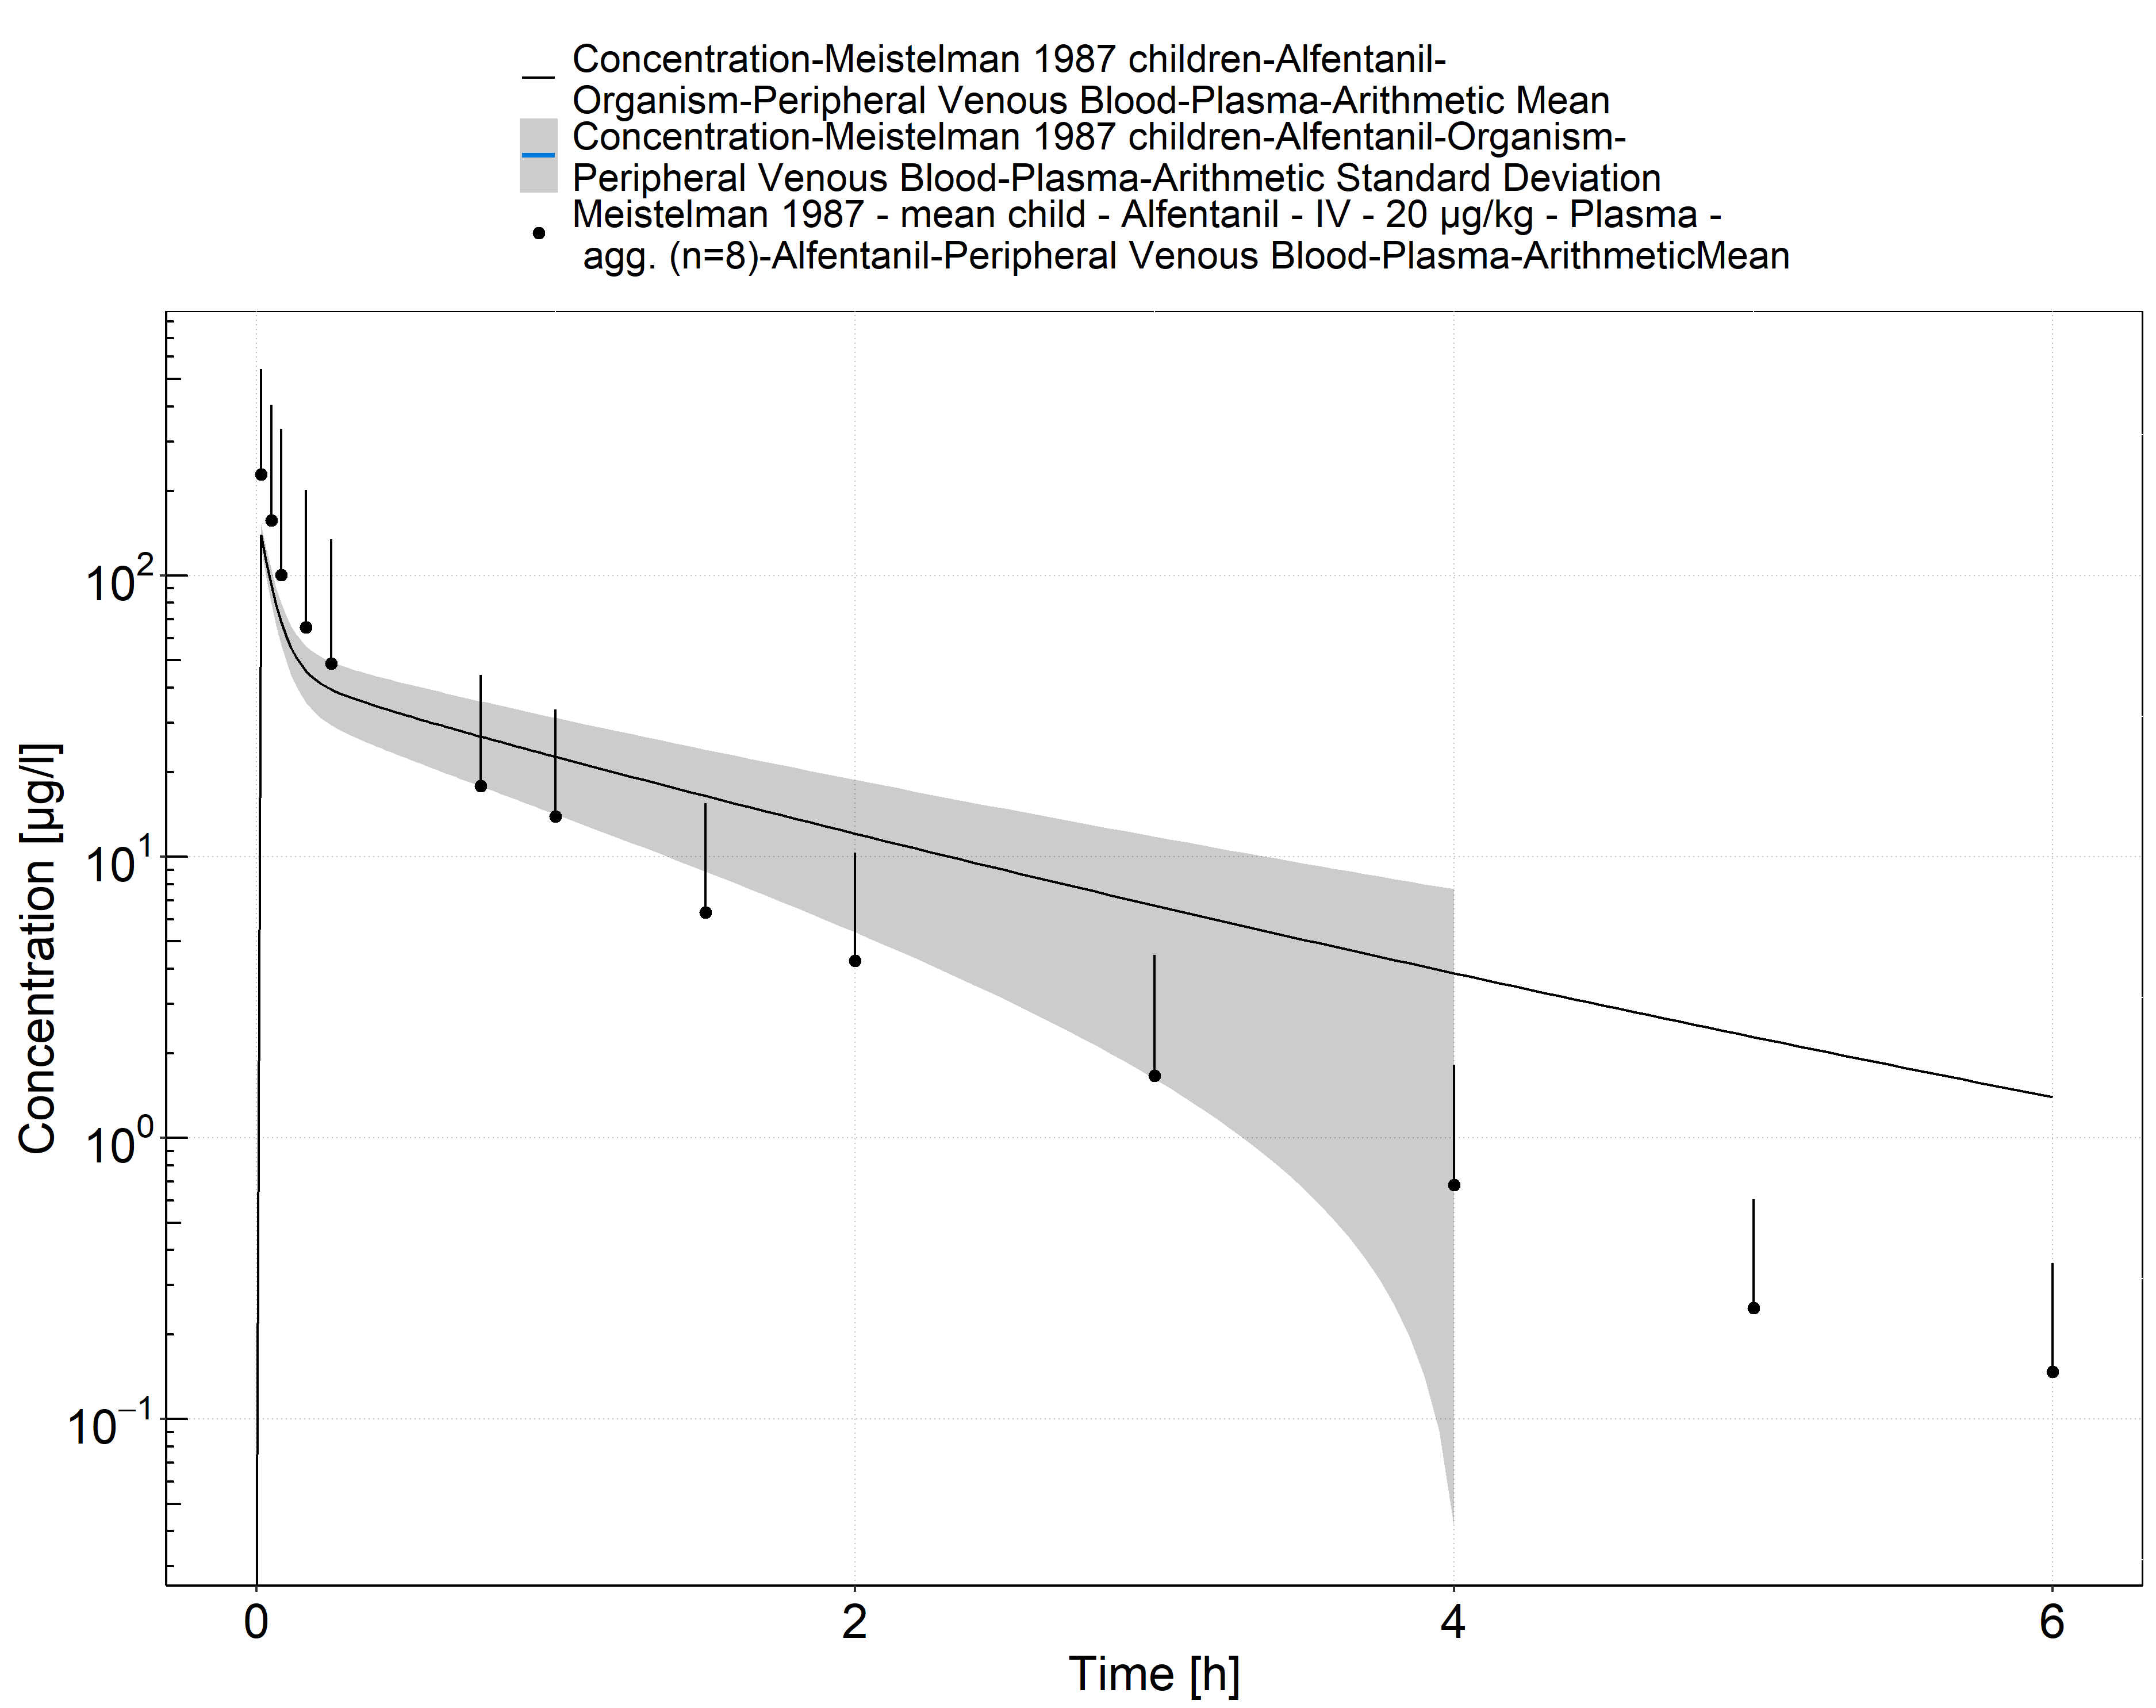 Concentration-Meistelman 1987 children-Alfentanil-
Organism-Peripheral Venous Blood-Plasma-Arithmetic Mean
Concentration-Meistelman 1987 children-Alfentanil-Organism-
Peripheral Venous Blood-Plasma-Arithmetic Standard Deviation
Meistelman 1987 - mean child - Alfentanil - IV - 20 µg/kg - Plasma -
agg. (n=8)-Alfentanil-Peripheral Venous Blood-Plasma-ArithmeticMean
Concentration [µg/l]
10²
10¹
10⁰
10⁻¹
0 2 4 6
Time [h]